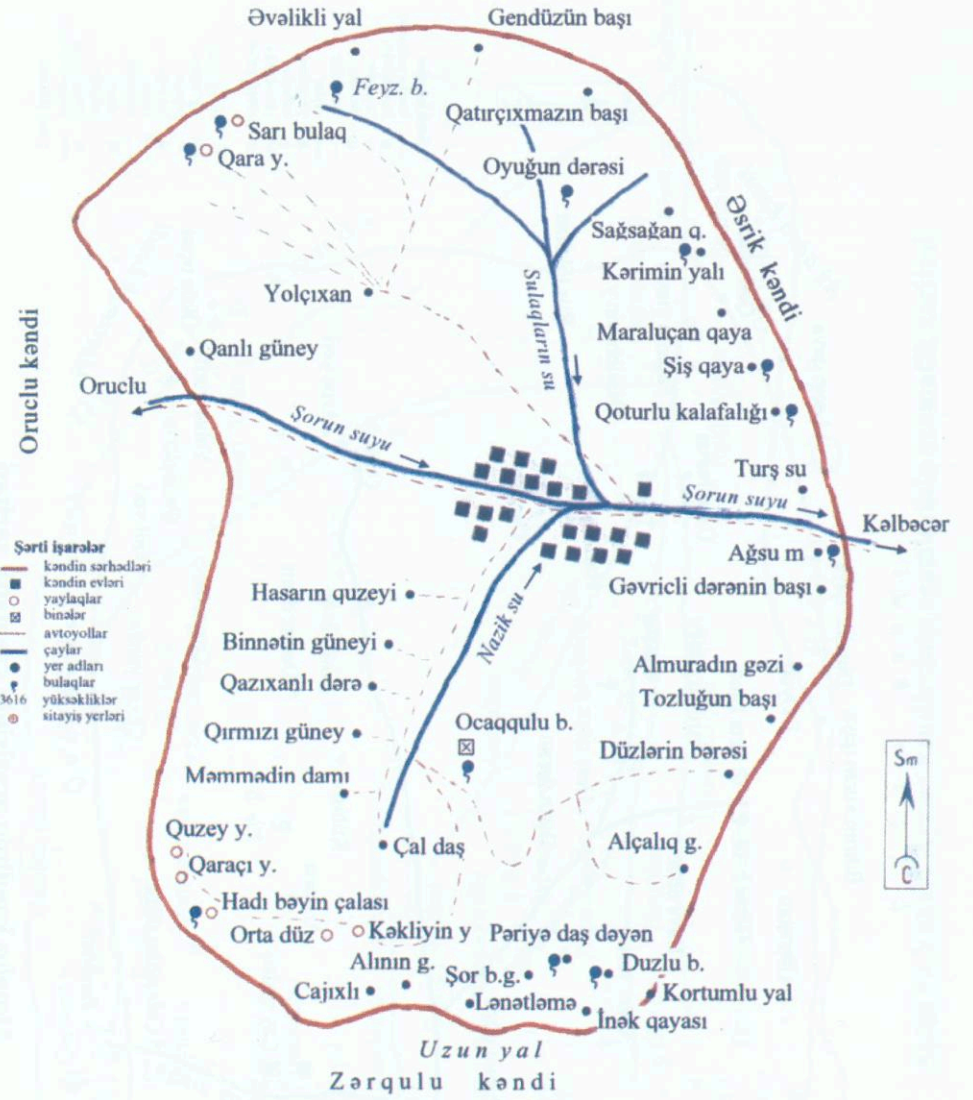 Əvəlikli yal
Gendüzün başı
Feyz. b.
Qatırçıxmazın başı
Sarı bulaq
Qara y.
Oyuğun dərəsi
Sağsağan q.
Kərimin yalı
Əsrik kəndi
Yolçıxan
Sulaqların su
Maraluçan qaya
Qanlı güney
Şiş qaya
Oruclu kəndi
Oruclu
Qoturlu kalafalığı
Şorun suyu
Turş su
Şorun suyu
Kəlbəcər
Ağsu m
Şərti işarələr
kəndin sərhədləri
kəndin evləri
yaylaqlar
binələr
avtoyollar
çaylar
yer adları
bulaqlar
3616 yüksəkliklər
sitayiş yerləri
Hasarın quzeyi
Gəvricli dərənin başı
Nazik su
Binnətin güneyi
Almuradın gəzi
Qazıxanlı dərə
Tozluğun başı
Qırmızı güney
Ocaqqulu b.
Düzlərin bərəsi
Məmmədin damı
Sm
C
Quzey y.
Çal daş
Alçalıq g.
Qaraçı y.
Hadı bəyin çalası
Orta düz
Kəkliyin y
Pəriyə daş dəyən
Alının g.
Şor b.g.
Duzlu b.
Cajıxlı
Lənətləmə
Kortumlu yal
İnək qayası
Uzun yal
Zərqulu kəndi